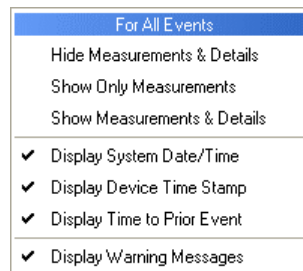 For All Events
Hide Measurements & Details
Show Only Measurements
Show Measurements & Details
Display System Date/Time
Display Device Time Stamp
Display Time to Prior Event
Display Warning Messages